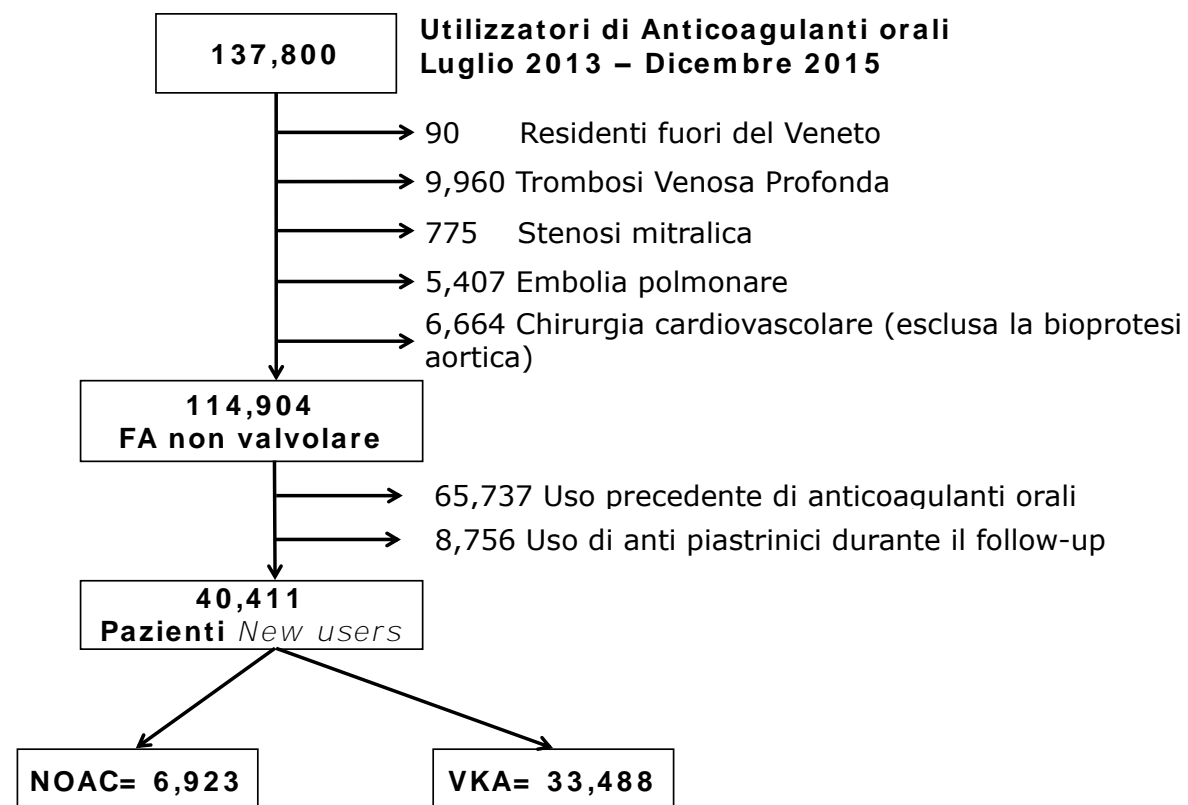 137,800
Utilizzatori di Anticoagulanti orali
Luglio 2013 – Dicembre 2015
90 Residenti fuori del Veneto
9,960 Trombosi Venosa Profonda
775 Stenosi mitralica
5,407 Embolia polmonare
6,664 Chirurgia cardiovascolare (esclusa la bioprotesi
aortica)
114,904
FA non valvolare
65,737 Uso precedente di anticoagulanti orali
8,756 Uso di anti piastrinici durante il follow-up
40,411
Pazienti New users
NOAC= 6,923
VKA= 33,488